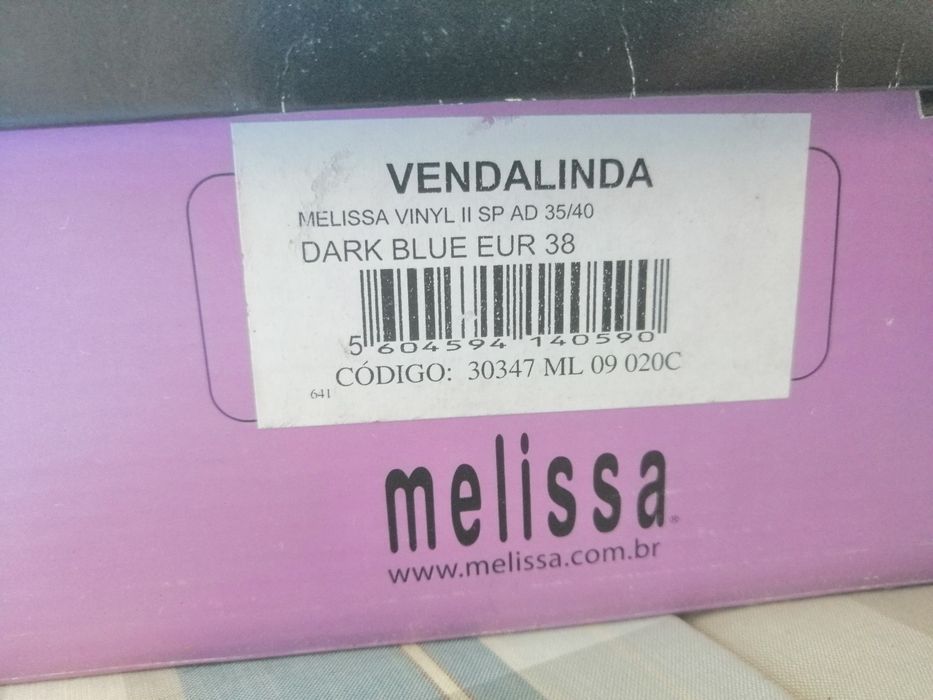 VENDALINDA
MELISSA VINYL II SP AD 35/40
DARK BLUE EUR 38
5 604594 140590
CÓDIGO: 30347 ML 09 020C
641
melissa®
www.melissa.com.br